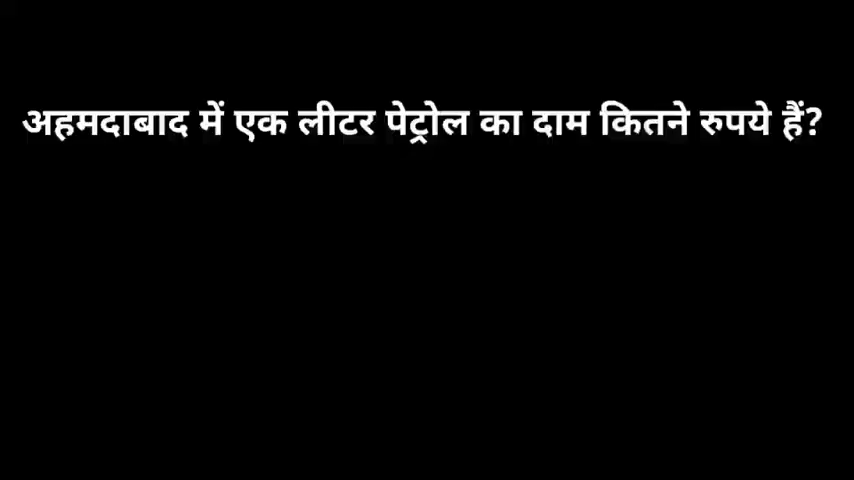 अहमदाबाद में एक लीटर पेट्रोल का दाम कितने रुपये हैं?